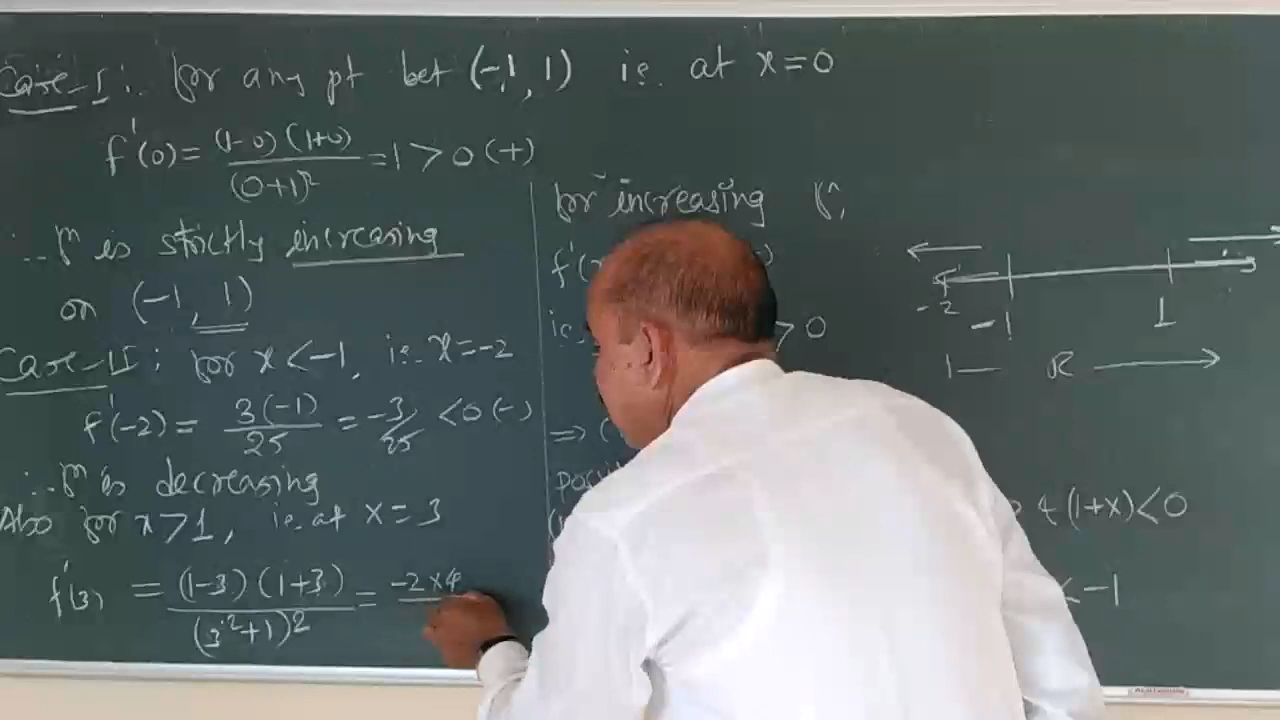 Case-I: for any pt bet (-1, 1) i.e. at x=0
f'(0) = (1-0)(1+0) / (0+1)² = 1 > 0 (+)
∴ fⁿ is strictly increasing
on (-1, 1)
Case-II: for x < -1, i.e. x = -2
f'(-2) = 3(-1) / 25 = -3/25 < 0 (-)
∴ fⁿ is decreasing
Also for x > 1, i.e. at x = 3
f'(3) = (1-3)(1+3) / (3²+1)² = -2×4
for increasing fⁿ,
> 0
⇒ (
-2 -1 1
R
(1+x) < 0
< -1